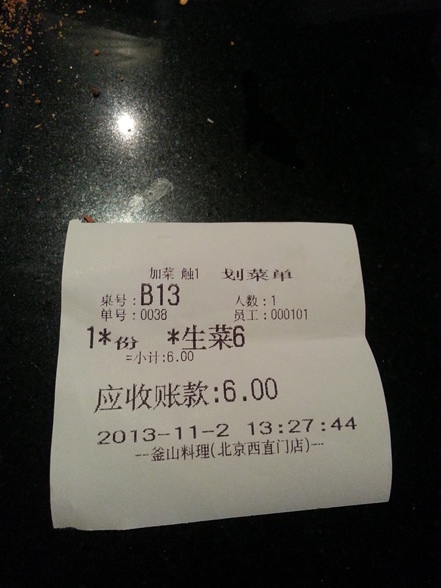 加菜 触1 划菜单
桌号:B13 人数:1
单号:0038 员工:000101
1*份 *生菜6
=小计:6.00
应收账款:6.00
2013-11-2 13:27:44
--釜山料理(北京西直门店)--